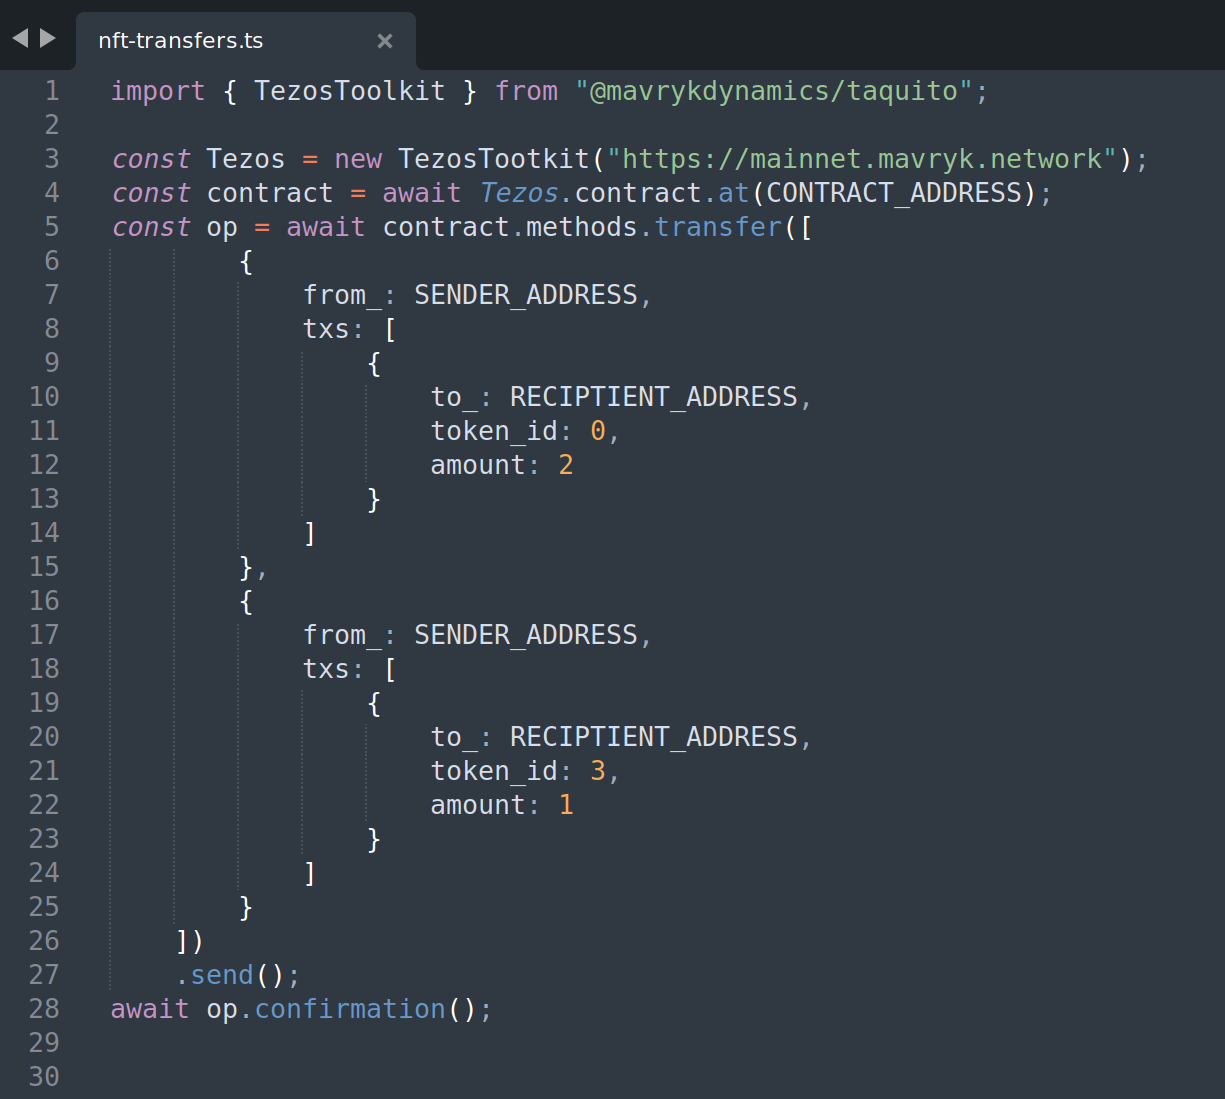 nft-transfers.ts
1 import { TezosToolkit } from "@mavrykdynamics/taquito";
2
3 const Tezos = new TezosTootkit("https://mainnet.mavryk.network");
4 const contract = await Tezos.contract.at(CONTRACT_ADDRESS);
5 const op = await contract.methods.transfer([
6 {
7 from_: SENDER_ADDRESS,
8 txs: [
9 {
10 to_: RECIPTIENT_ADDRESS,
11 token_id: 0,
12 amount: 2
13 }
14 ]
15 },
16 {
17 from_: SENDER_ADDRESS,
18 txs: [
19 {
20 to_: RECIPTIENT_ADDRESS,
21 token_id: 3,
22 amount: 1
23 }
24 ]
25 }
26 ])
27 .send();
28 await op.confirmation();
29
30